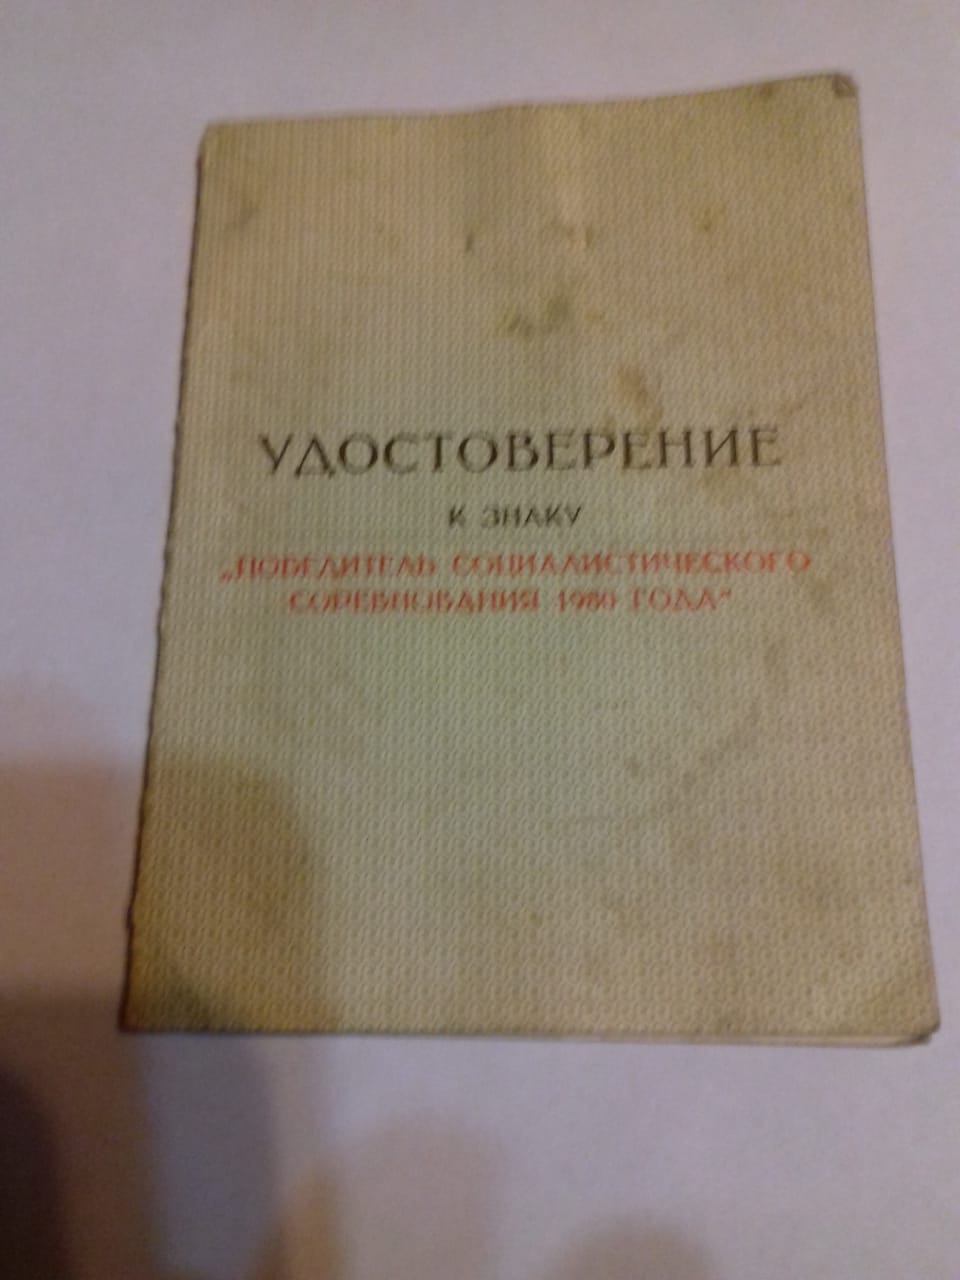 УДОСТОВЕРЕНИЕ
К ЗНАКУ
„ПОБЕДИТЕЛЬ СОЦИАЛИСТИЧЕСКОГО
СОРЕВНОВАНИЯ 1980 ГОДА“